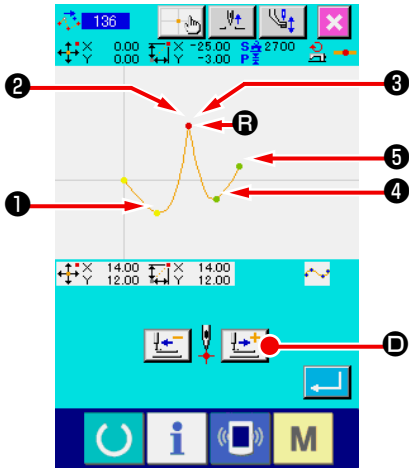 136
X 0.00 X -25.00 S 2700
Y 0.00 Y -3.00 P
❷ ❸
R
❺
❶ ❹
X 14.00 X 14.00
Y 12.00 Y 12.00
D
i M